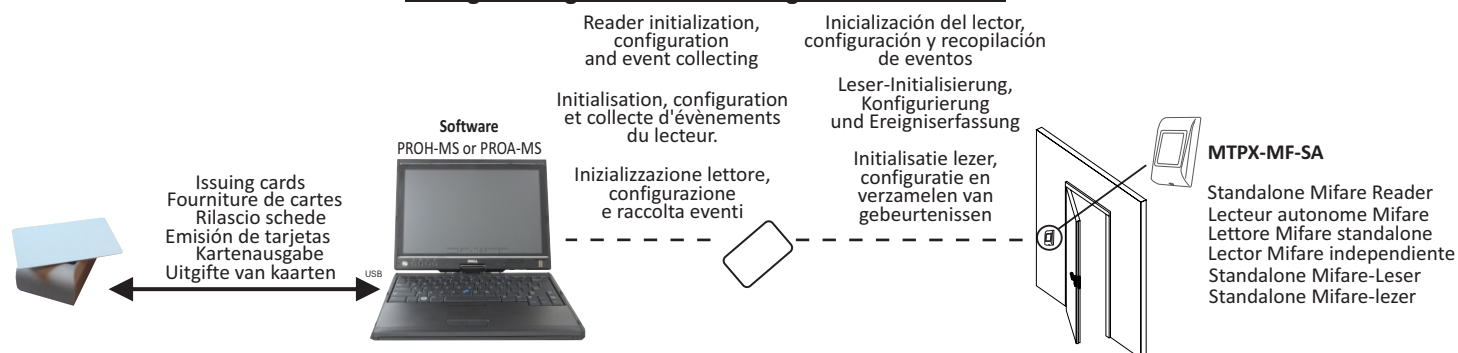 Issuing cards
Fourniture de cartes
Rilascio schede
Emisión de tarjetas
Kartenausgabe
Uitgifte van kaarten
USB
Software
PROH-MS or PROA-MS
Reader initialization,
configuration
and event collecting
Initialisation, configuration
et collecte d'évènements
du lecteur.
Inizializzazione lettore,
configurazione
e raccolta eventi
Inicialización del lector,
configuración y recopilación
de eventos
Leser-Initialisierung,
Konfigurierung
und Ereigniserfassung
Initialisatie lezer,
configuratie en
verzamelen van
gebeurtenissen
MTPX-MF-SA
Standalone Mifare Reader
Lecteur autonome Mifare
Lettore Mifare standalone
Lector Mifare independiente
Standalone Mifare-Leser
Standalone Mifare-lezer